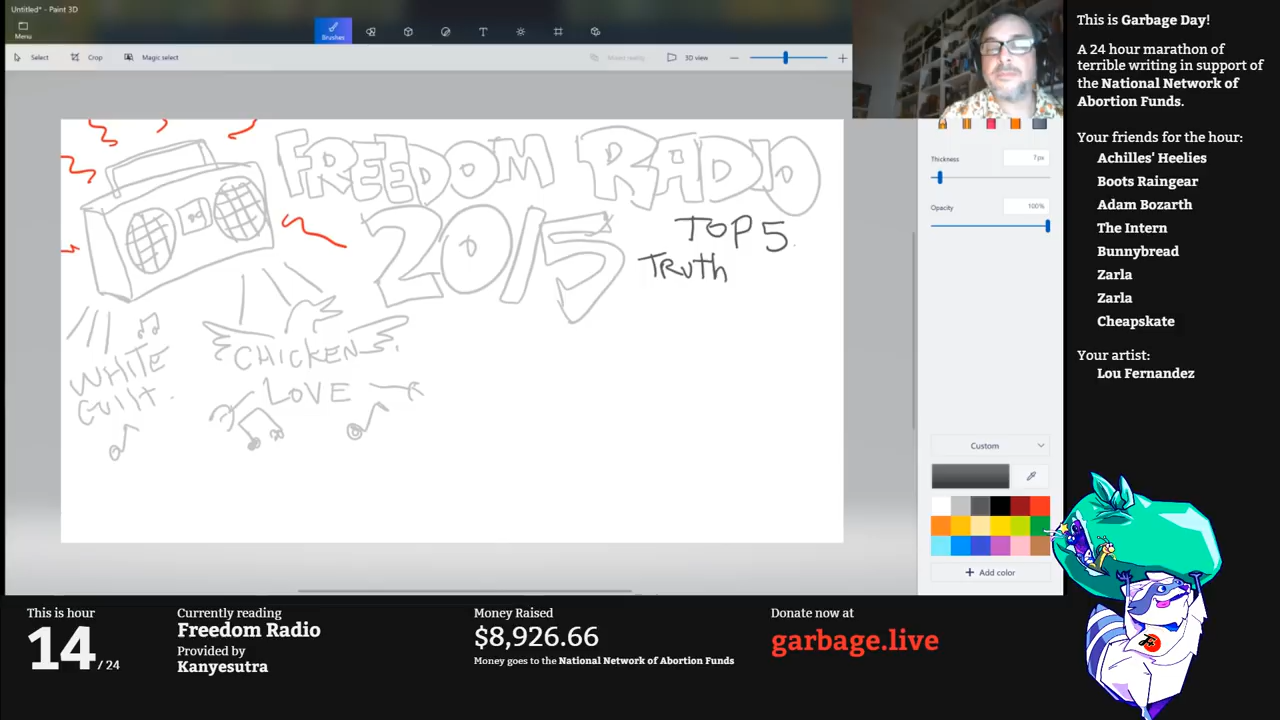 Untitled* - Paint 3D
Menu
Brushes
Select
Crop
Magic select
Mixed reality
3D view
Thickness
7px
Opacity
100%
Custom
Add color
FREEDOM RADIO
2015
TOP 5
TRUTH
WHITE
GUILT.
CHICKEN
LOVE
This is Garbage Day!
A 24 hour marathon of
terrible writing in support of
the National Network of
Abortion Funds.
Your friends for the hour:
Achilles' Heelies
Boots Raingear
Adam Bozarth
The Intern
Bunnybread
Zarla
Zarla
Cheapskate
Your artist:
Lou Fernandez
This is hour
14 / 24
Currently reading
Freedom Radio
Provided by
Kanyesutra
Money Raised
$8,926.66
Money goes to the National Network of Abortion Funds
Donate now at
garbage.live